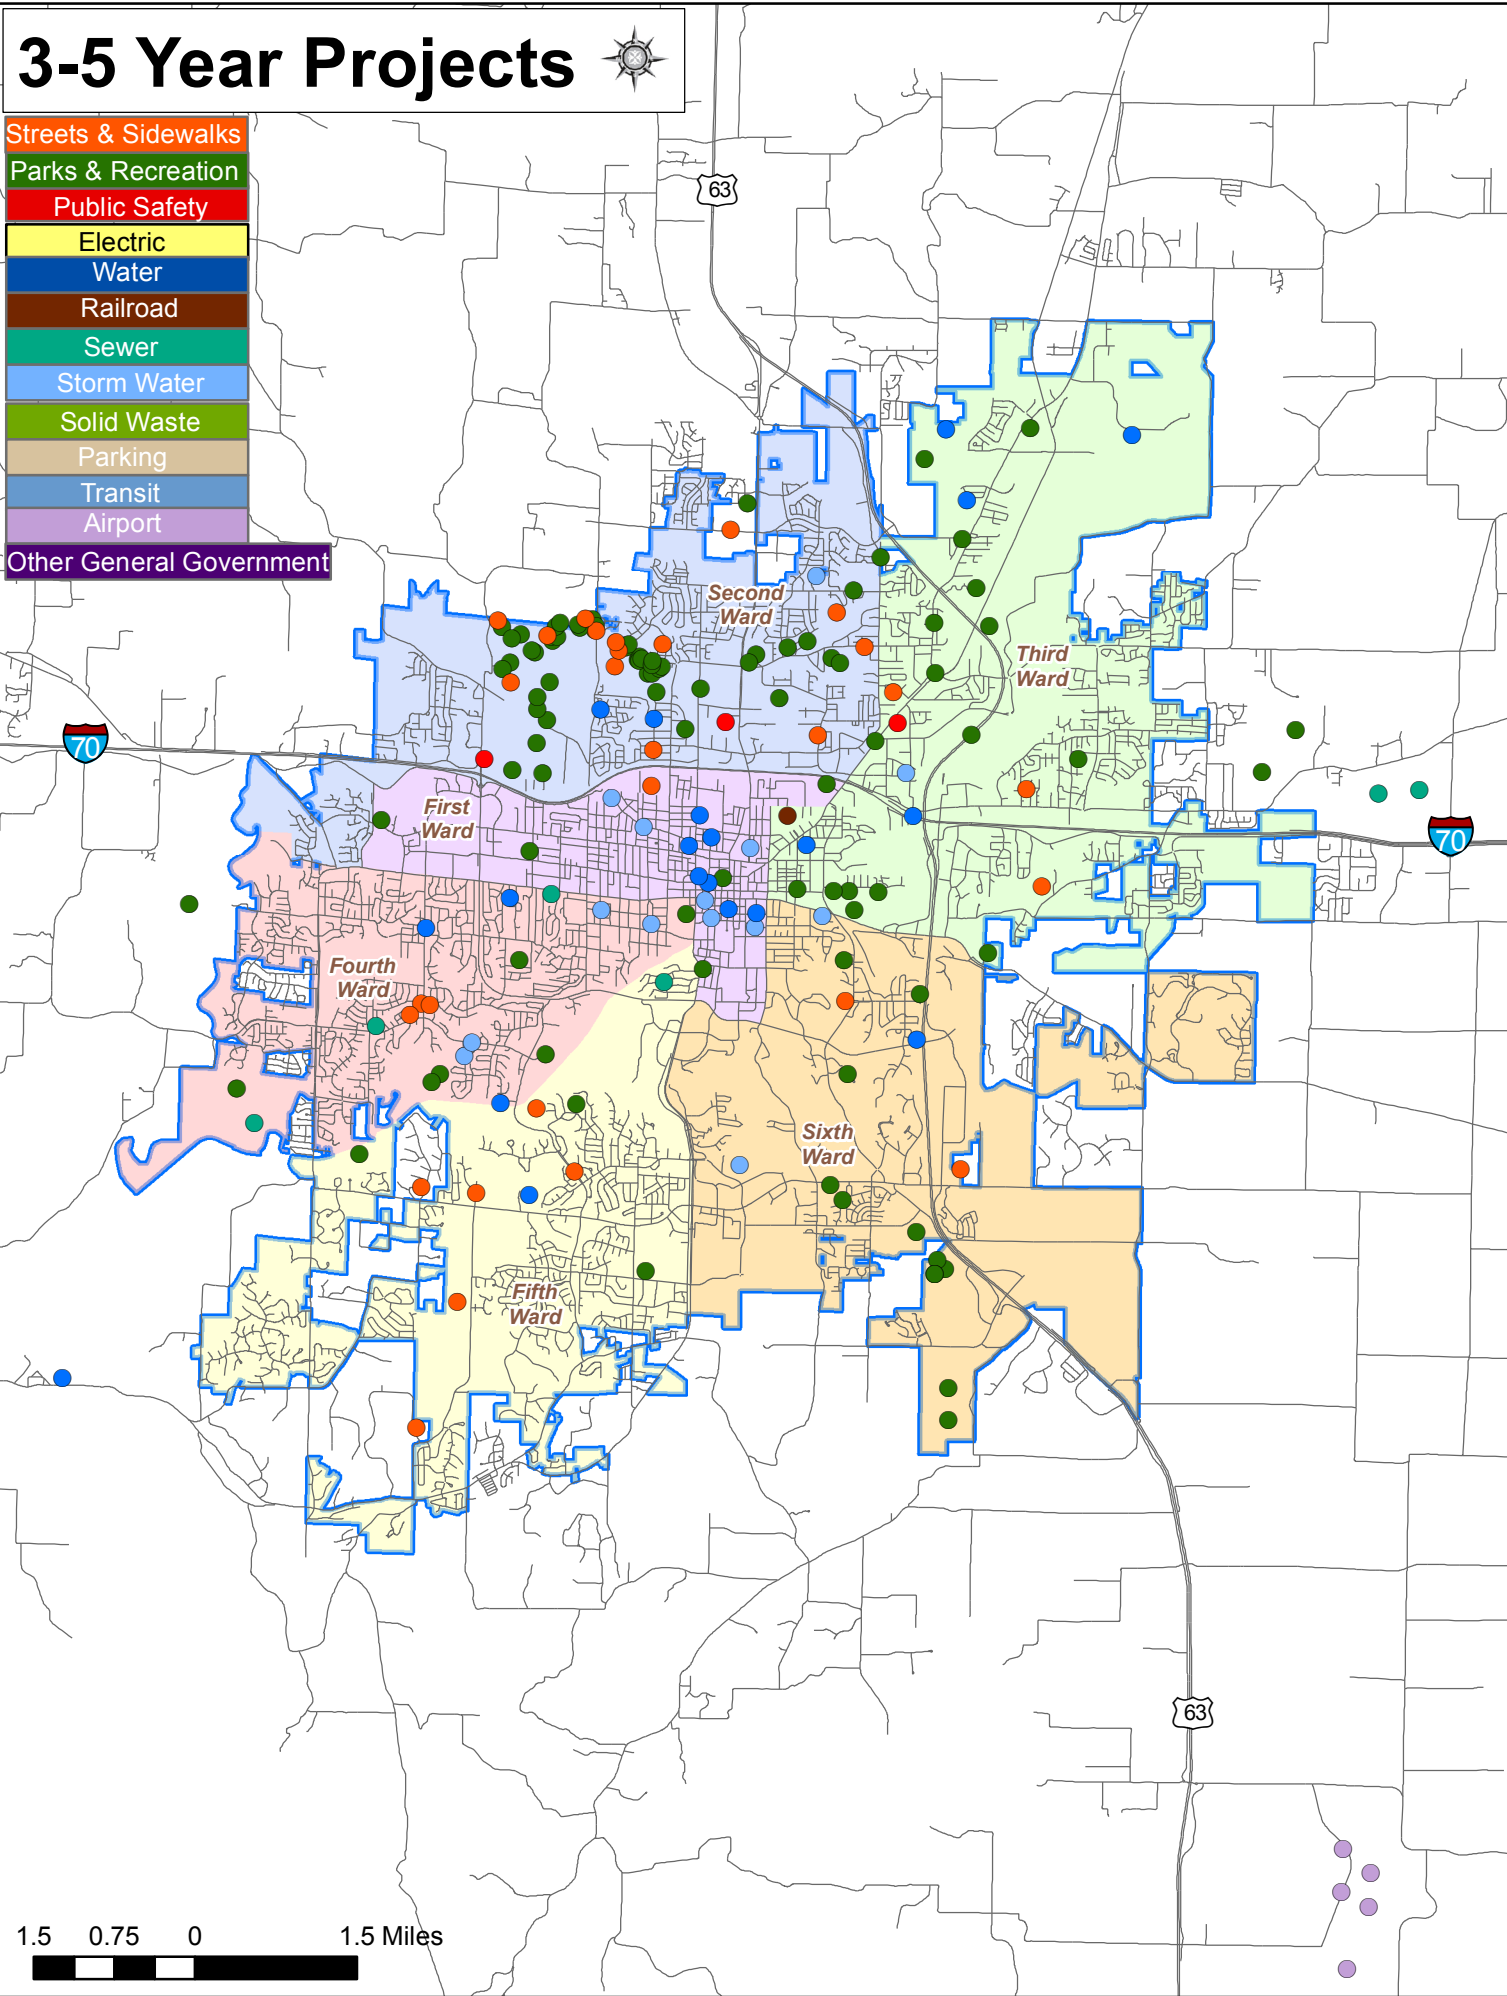 3-5 Year Projects
Streets & Sidewalks
Parks & Recreation
Public Safety
Electric
Water
Railroad
Sewer
Storm Water
Solid Waste
Parking
Transit
Airport
Other General Government
63
Second
Ward
Third
Ward
70
First
Ward
70
Fourth
Ward
Sixth
Ward
Fifth
Ward
63
1.5 0.75 0 1.5 Miles